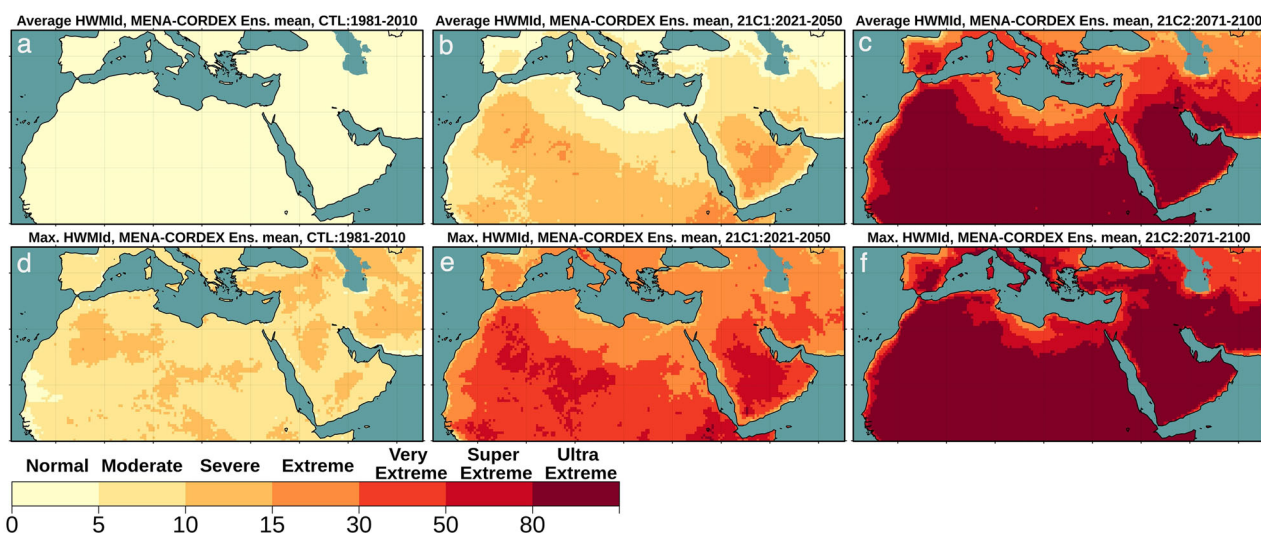 Average HWMId, MENA-CORDEX Ens. mean, CTL:1981-2010
Average HWMId, MENA-CORDEX Ens. mean, 21C1:2021-2050
Average HWMId, MENA-CORDEX Ens. mean, 21C2:2071-2100
a
b
c
Max. HWMId, MENA-CORDEX Ens. mean, CTL:1981-2010
Max. HWMId, MENA-CORDEX Ens. mean, 21C1:2021-2050
Max. HWMId, MENA-CORDEX Ens. mean, 21C2:2071-2100
d
e
f
Normal Moderate Severe Extreme Very Extreme Super Extreme Ultra Extreme
0 5 10 15 30 50 80